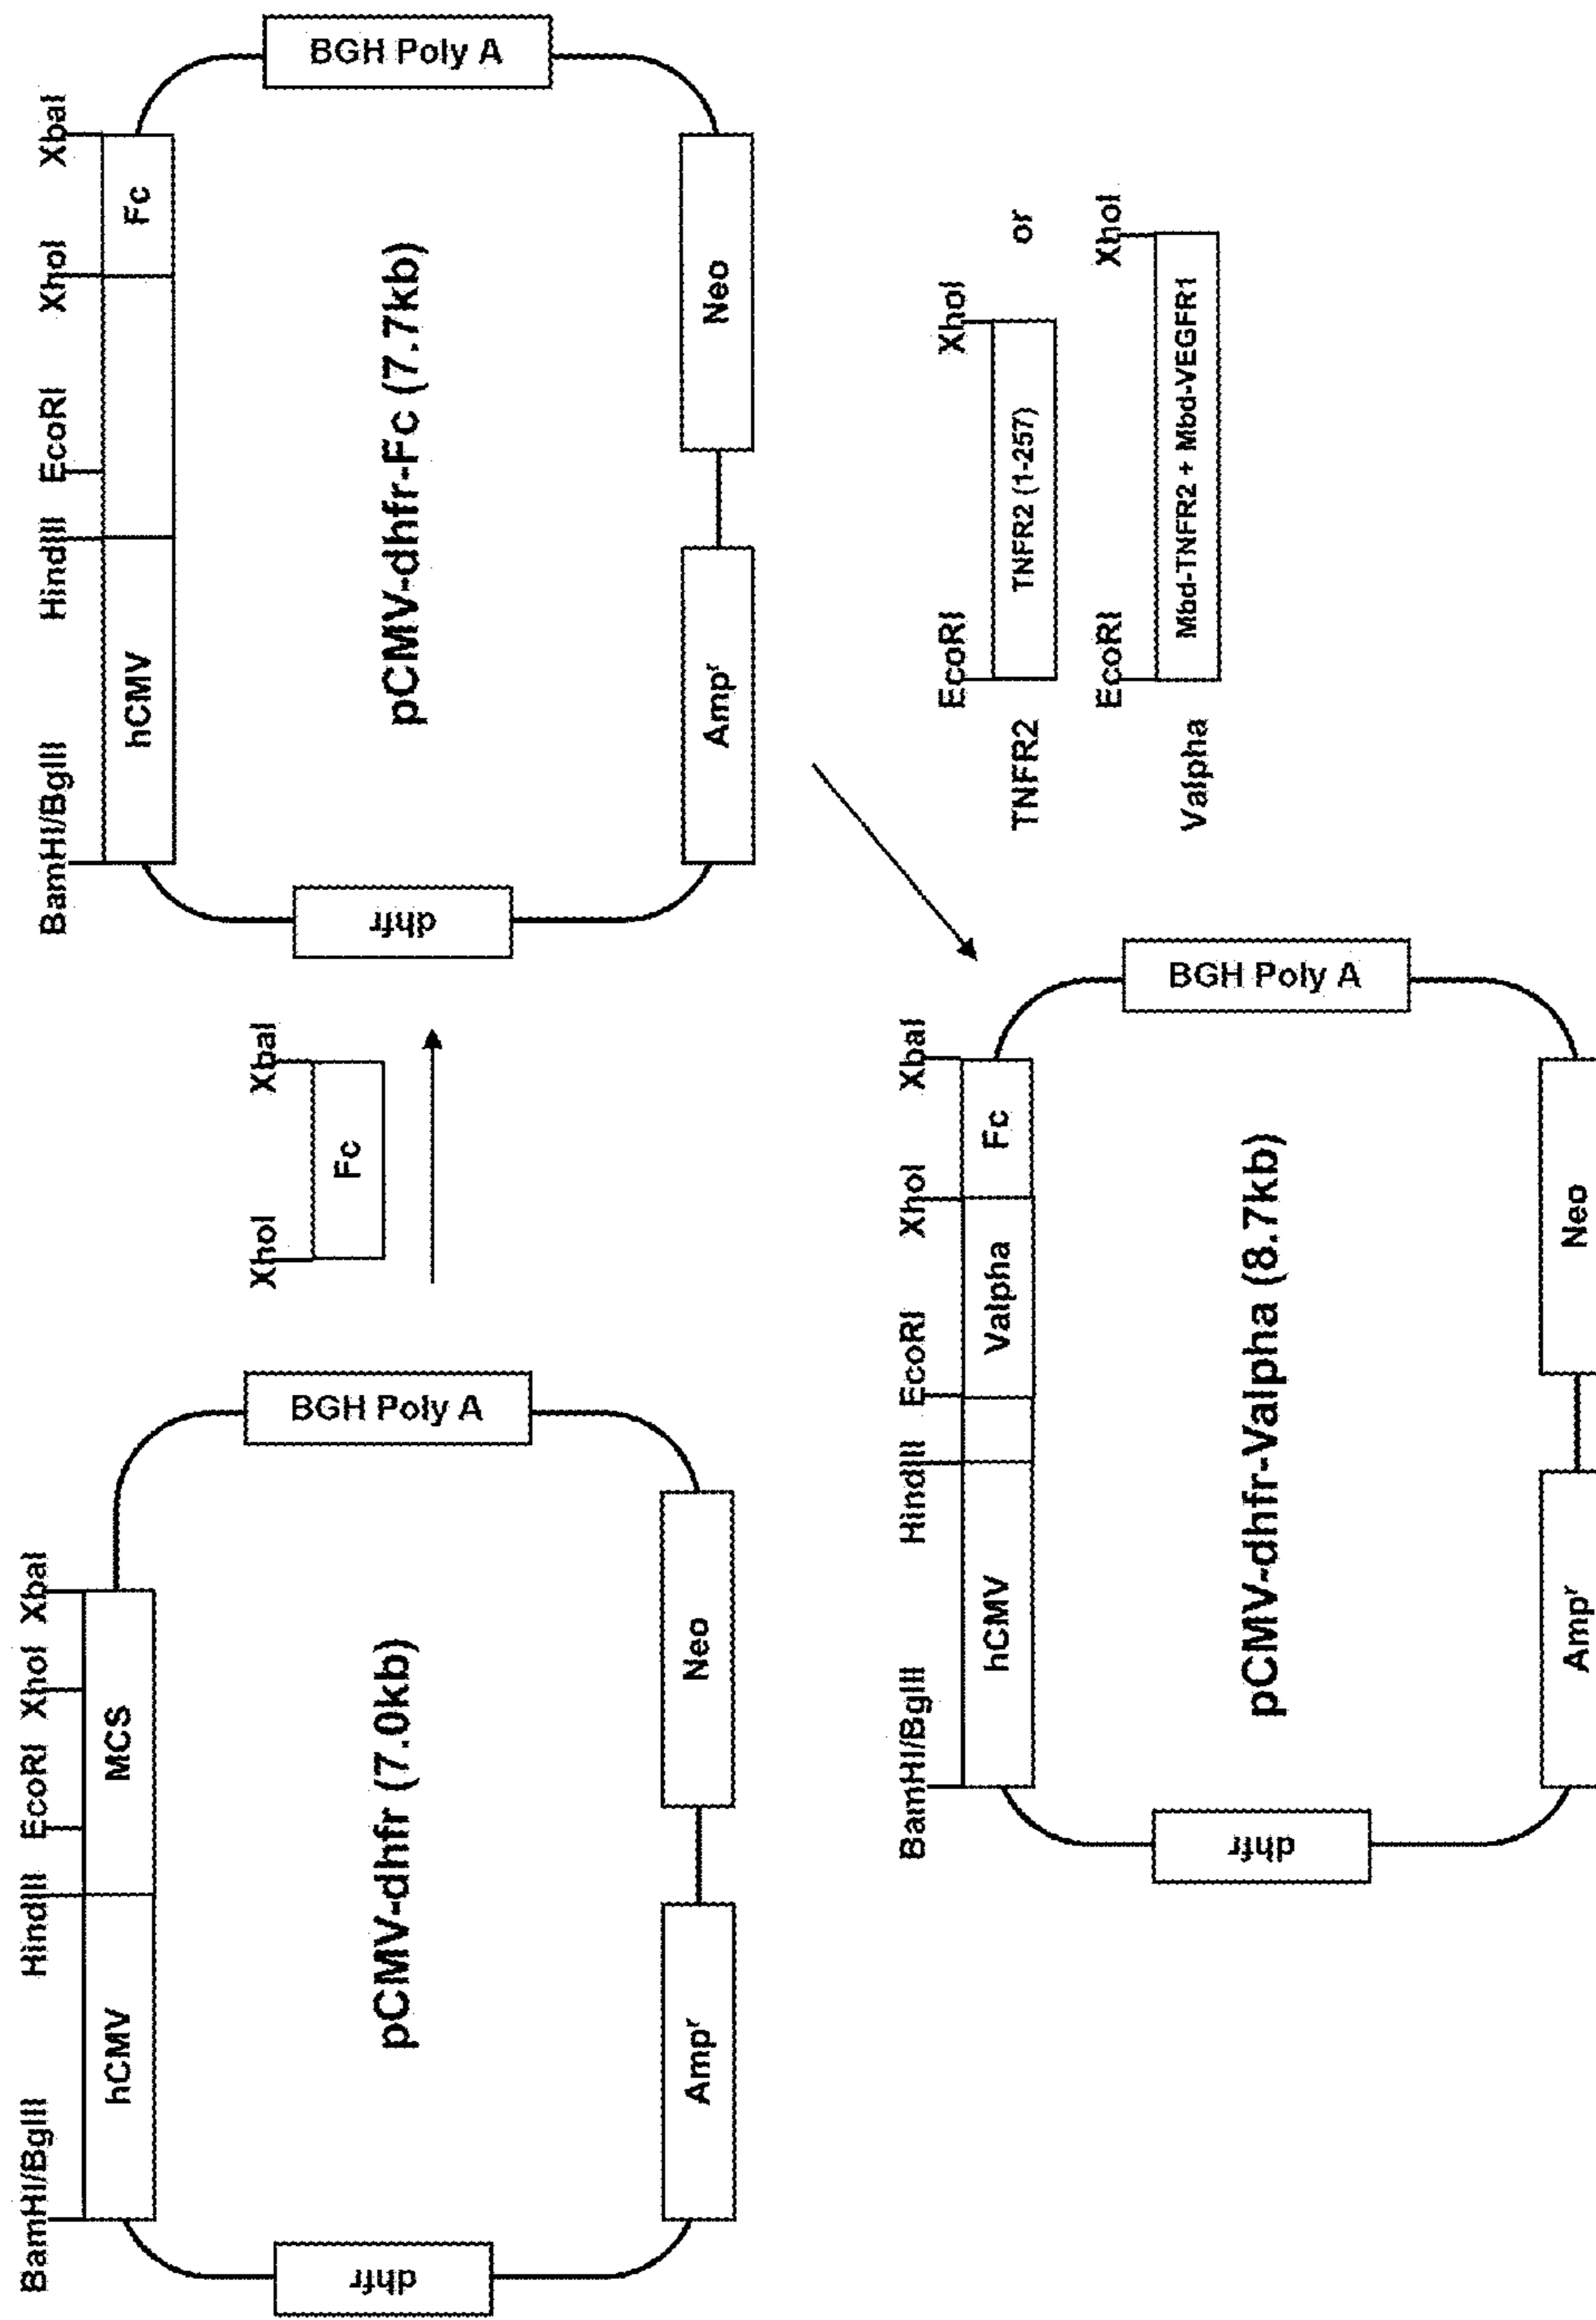 BamHI/BglII HindIII EcoRI XhoI XbaI
hCMV MCS
dhfr
pCMV-dhfr (7.0kb)
BGH Poly A
Ampʳ Neo
XhoI XbaI
Fc
BamHI/BglII HindIII EcoRI XhoI XbaI
hCMV Fc
dhfr
pCMV-dhfr-Fc (7.7kb)
BGH Poly A
Ampʳ Neo
BamHI/BglII HindIII EcoRI XhoI XbaI
hCMV Valpha Fc
dhfr
pCMV-dhfr-Valpha (8.7kb)
BGH Poly A
Ampʳ Neo
EcoRI XhoI
TNFR2 TNFR2 (1-257) or
EcoRI XhoI
Valpha Mbd-TNFR2 + Mbd-VEGFR1